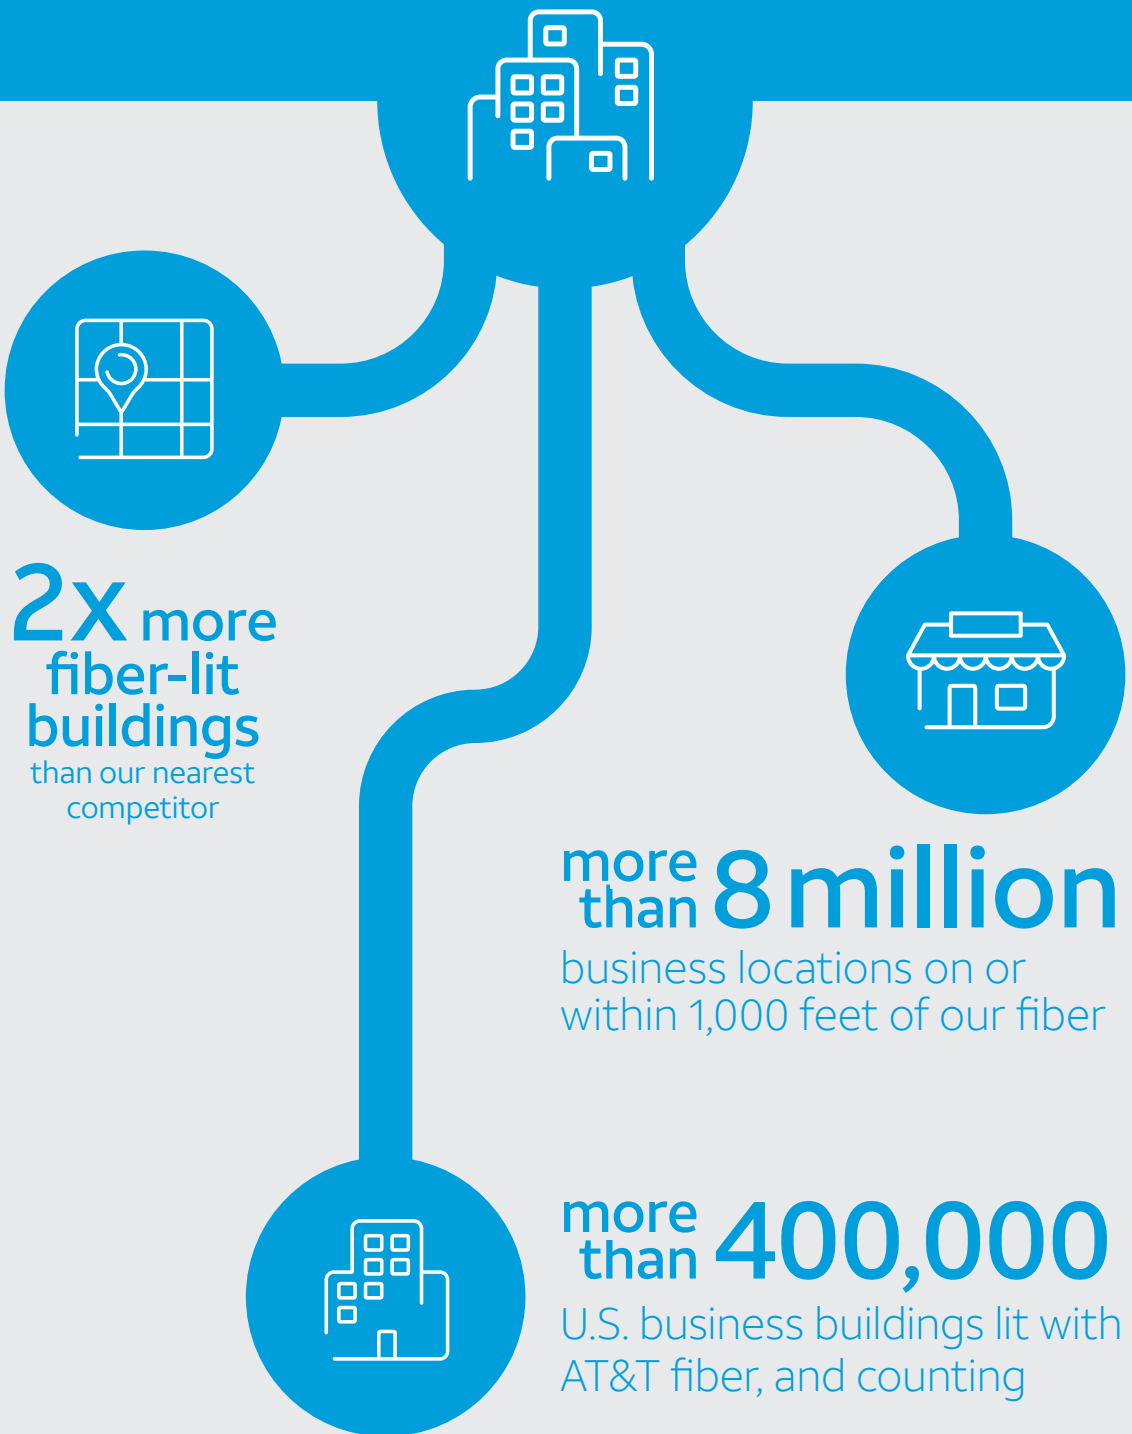 2x more
fiber-lit
buildings
than our nearest
competitor
more
than 8 million
business locations on or
within 1,000 feet of our fiber
more
than 400,000
U.S. business buildings lit with
AT&T fiber, and counting